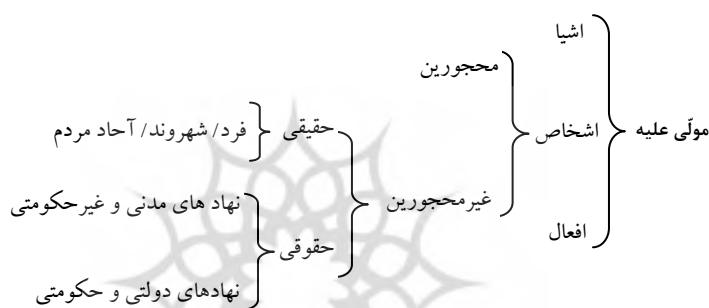 اشیا
محجورین
مولّی علیه
اشخاص
حقیقی
فرد/ شهروند/ آحاد مردم
غیرمحجورین
نهاد های مدنی و غیرحکومتی
افعال
حقوقی
نهادهای دولتی و حکومتی